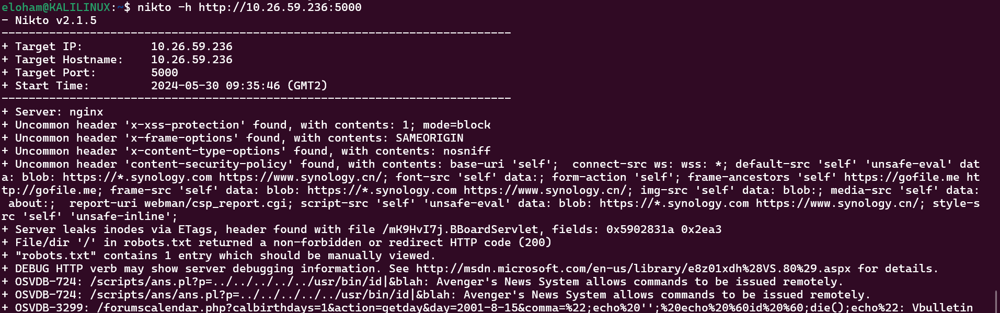 eloham@KALILINUX:~$ nikto -h http://10.26.59.236:5000
- Nikto v2.1.5
---------------------------------------------------------------------------
+ Target IP:          10.26.59.236
+ Target Hostname:    10.26.59.236
+ Target Port:        5000
+ Start Time:         2024-05-30 09:35:46 (GMT2)
---------------------------------------------------------------------------
+ Server: nginx
+ Uncommon header 'x-xss-protection' found, with contents: 1; mode=block
+ Uncommon header 'x-frame-options' found, with contents: SAMEORIGIN
+ Uncommon header 'x-content-type-options' found, with contents: nosniff
+ Uncommon header 'content-security-policy' found, with contents: base-uri 'self';  connect-src ws: wss: *; default-src 'self' 'unsafe-eval' dat
a: blob: https://*.synology.com https://www.synology.cn/; font-src 'self' data:; form-action 'self'; frame-ancestors 'self' https://gofile.me ht
tp://gofile.me; frame-src 'self' data: blob: https://*.synology.com https://www.synology.cn/; img-src 'self' data: blob:; media-src 'self' data:
 about:;  report-uri webman/csp_report.cgi; script-src 'self' 'unsafe-eval' data: blob: https://*.synology.com https://www.synology.cn/; style-s
rc 'self' 'unsafe-inline';
+ Server leaks inodes via ETags, header found with file /mK9HvI7j.BBoardServlet, fields: 0x5902831a 0x2ea3
+ File/dir '/' in robots.txt returned a non-forbidden or redirect HTTP code (200)
+ "robots.txt" contains 1 entry which should be manually viewed.
+ DEBUG HTTP verb may show server debugging information. See http://msdn.microsoft.com/en-us/library/e8z01xdh%28VS.80%29.aspx for details.
+ OSVDB-724: /scripts/ans.pl?p=../../../../../usr/bin/id|&blah: Avenger's News System allows commands to be issued remotely.
+ OSVDB-724: /scripts/ans/ans.pl?p=../../../../../usr/bin/id|&blah: Avenger's News System allows commands to be issued remotely.
+ OSVDB-3299: /forumscalendar.php?calbirthdays=1&action=getday&day=2001-8-15&comma=%22;echo%20'';%20echo%20%60id%20%60;die();echo%22: Vbulletin